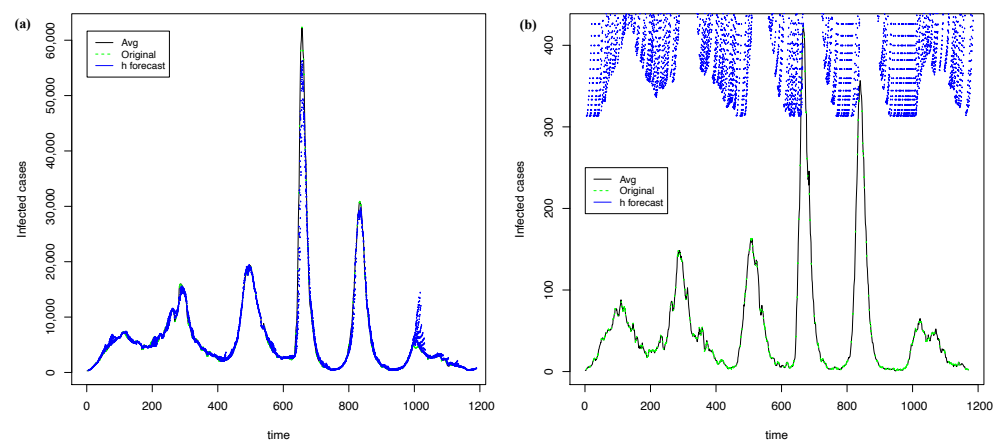 (a)
Avg
Original
h forecast
60,000
50,000
40,000
30,000
20,000
10,000
0
Infected cases
0 200 400 600 800 1000 1200
time
(b)
400
300
200
100
0
Avg
Original
h forecast
Infected cases
0 200 400 600 800 1000 1200
time